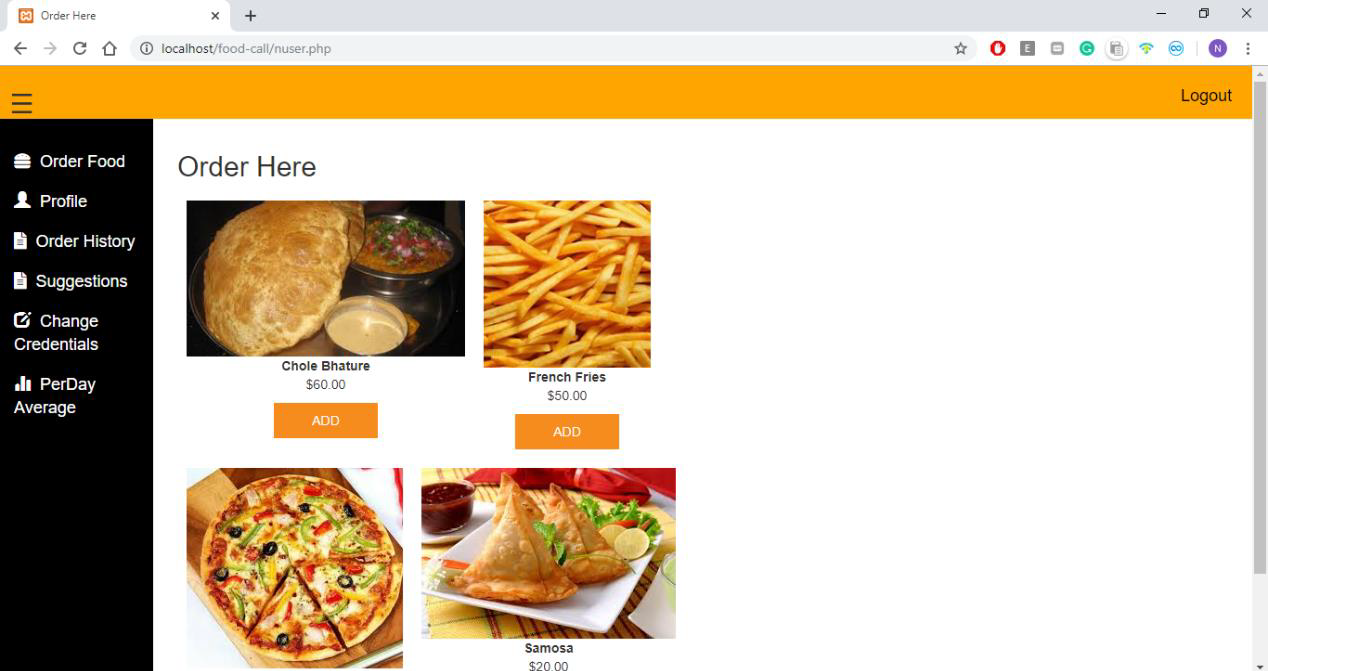 Order Here
localhost/food-call/nuser.php
E
N
Logout
Order Food
Profile
Order History
Suggestions
Change
Credentials
PerDay
Average
Order Here
Chole Bhature
$60.00
ADD
French Fries
$50.00
ADD
Samosa
$20.00